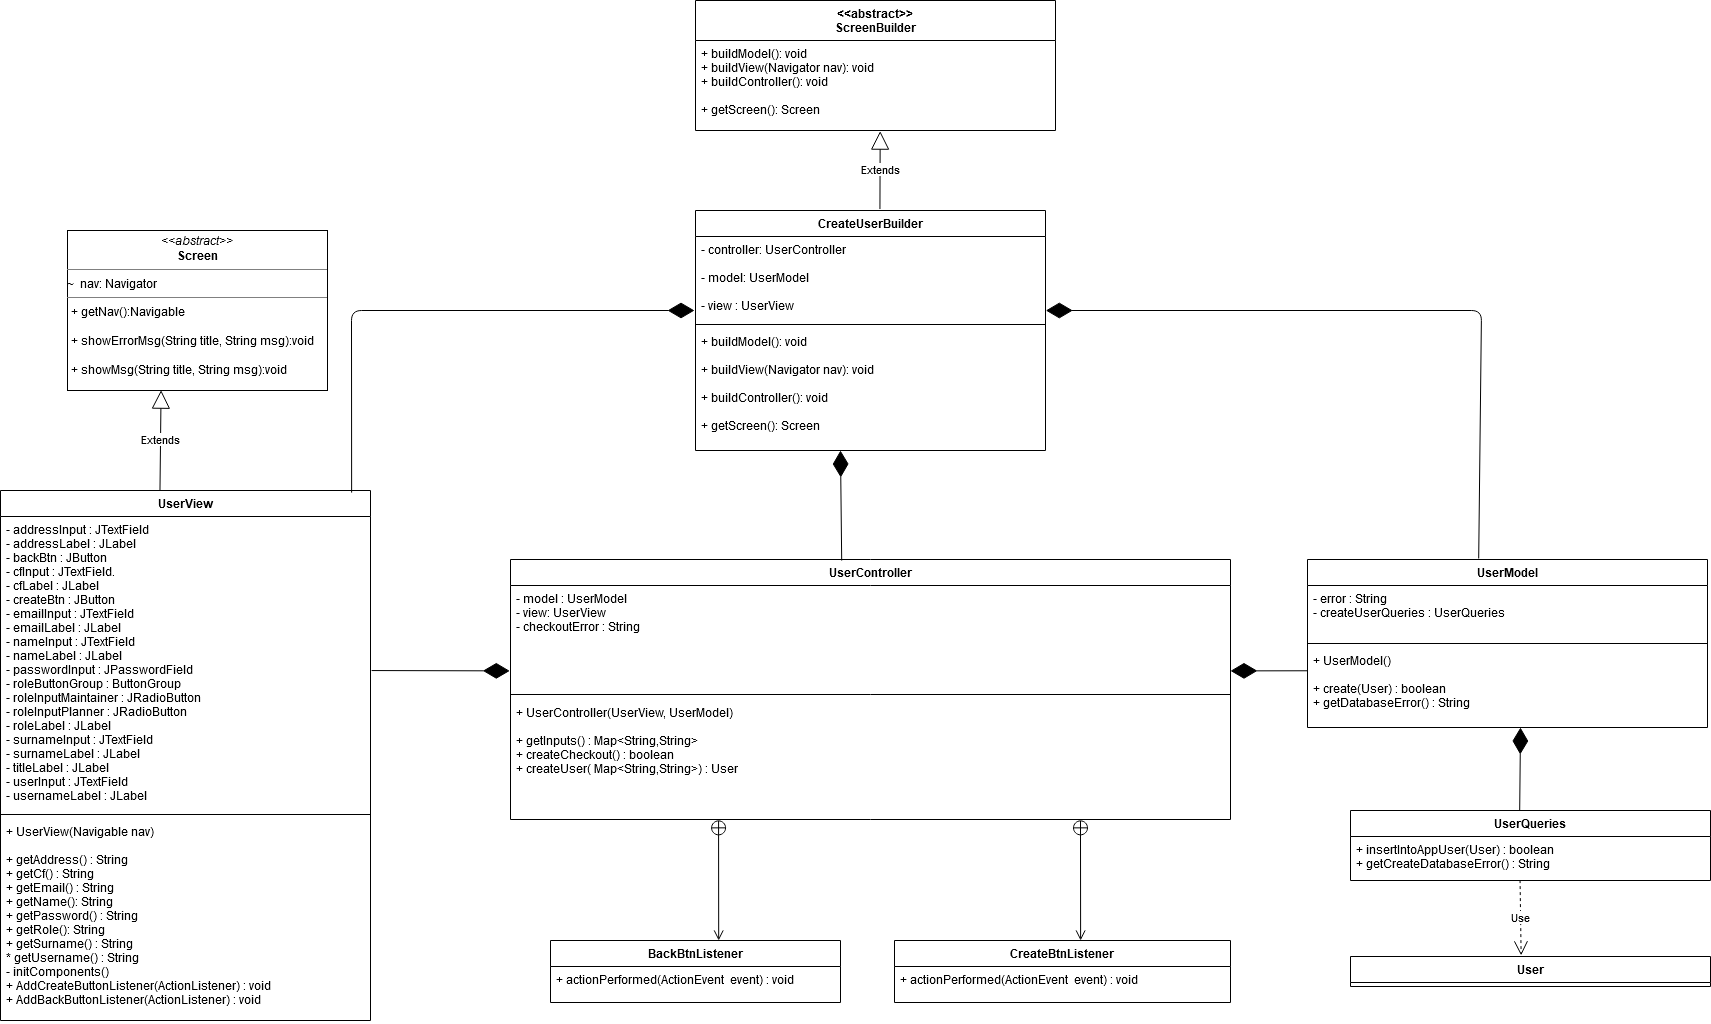 <<abstract>>
ScreenBuilder
+ buildModel(): void
+ buildView(Navigator nav): void
+ buildController(): void
+ getScreen(): Screen
Extends
CreateUserBuilder
- controller: UserController
- model: UserModel
- view : UserView
+ buildModel(): void
+ buildView(Navigator nav): void
+ buildController(): void
+ getScreen(): Screen
<<abstract>>
Screen
~ nav: Navigator
+ getNav():Navigable
+ showErrorMsg(String title, String msg):void
+ showMsg(String title, String msg):void
Extends
UserView
- addressInput : JTextField
- addressLabel : JLabel
- backBtn : JButton
- cfInput : JTextField.
- cfLabel : JLabel
- createBtn : JButton
- emailInput : JTextField
- emailLabel : JLabel
- nameInput : JTextField
- nameLabel : JLabel
- passwordInput : JPasswordField
- roleButtonGroup : ButtonGroup
- roleInputMaintainer : JRadioButton
- roleInputPlanner : JRadioButton
- roleLabel : JLabel
- surnameInput : JTextField
- surnameLabel : JLabel
- titleLabel : JLabel
- userInput : JTextField
- usernameLabel : JLabel
+ UserView(Navigable nav)
+ getAddress() : String
+ getCf() : String
+ getEmail() : String
+ getName(): String
+ getPassword() : String
+ getRole(): String
+ getSurname() : String
* getUsername() : String
- initComponents()
+ AddCreateButtonListener(ActionListener) : void
+ AddBackButtonListener(ActionListener) : void
UserController
- model : UserModel
- view: UserView
- checkoutError : String
+ UserController(UserView, UserModel)
+ getInputs() : Map<String,String>
+ createCheckout() : boolean
+ createUser( Map<String,String>) : User
UserModel
- error : String
- createUserQueries : UserQueries
+ UserModel()
+ create(User) : boolean
+ getDatabaseError() : String
UserQueries
+ insertIntoAppUser(User) : boolean
+ getCreateDatabaseError() : String
Use
User
BackBtnListener
+ actionPerformed(ActionEvent event) : void
CreateBtnListener
+ actionPerformed(ActionEvent event) : void